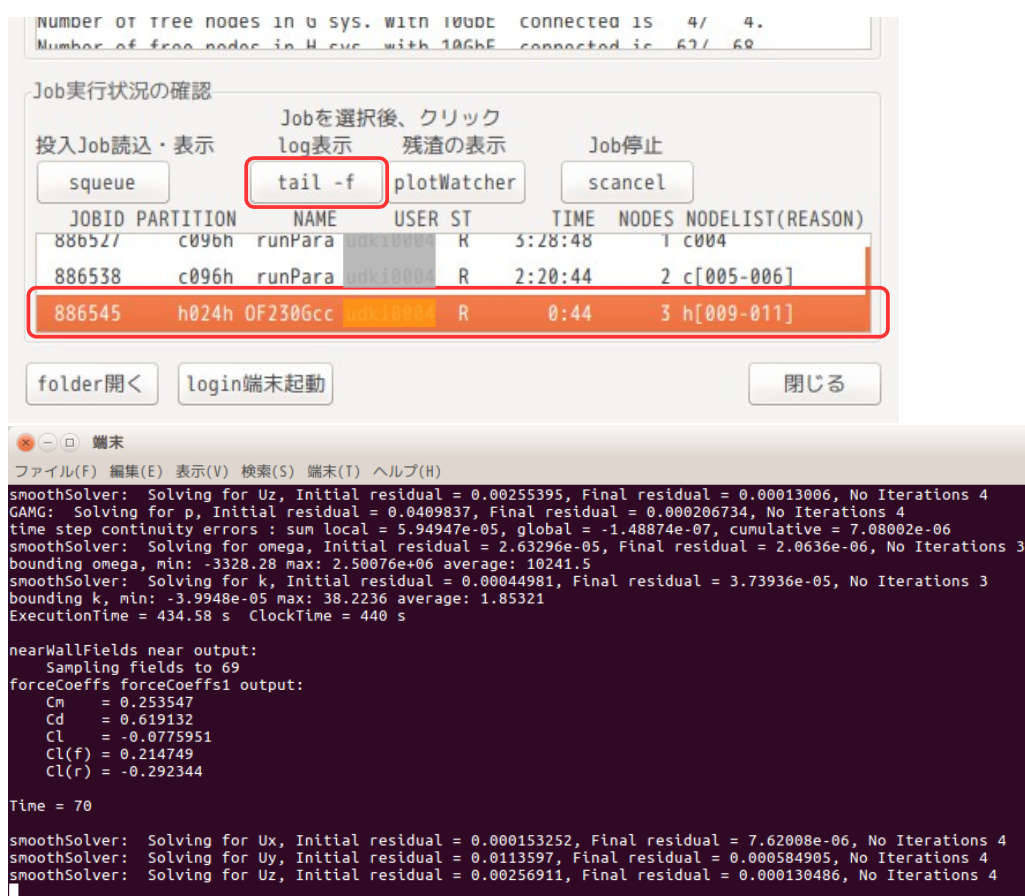 Number of free nodes in G sys. with 10GbE connected is 4/ 4.
Number of free nodes in H sys. with 10GbE connected is 62/ 68
Job実行状況の確認
Jobを選択後、クリック
投入Job読込・表示 log表示 残渣の表示 Job停止
squeue tail -f plotWatcher scancel
JOBID PARTITION NAME USER ST TIME NODES NODELIST(REASON)
886527 c096h runPara udki0004 R 3:28:48 1 c004
886538 c096h runPara udki0004 R 2:20:44 2 c[005-006]
886545 h024h OF230Gcc udki0004 R 0:44 3 h[009-011]
folder開く login端末起動 閉じる
端末
ファイル(F) 編集(E) 表示(V) 検索(S) 端末(T) ヘルプ(H)
smoothSolver: Solving for Uz, Initial residual = 0.00255395, Final residual = 0.00013006, No Iterations 4
GAMG: Solving for p, Initial residual = 0.0409837, Final residual = 0.000206734, No Iterations 4
time step continuity errors : sum local = 5.94947e-05, global = -1.48874e-07, cumulative = 7.08002e-06
smoothSolver: Solving for omega, Initial residual = 2.63296e-05, Final residual = 2.0636e-06, No Iterations 3
bounding omega, min: -3328.28 max: 2.50076e+06 average: 10241.5
smoothSolver: Solving for k, Initial residual = 0.00044981, Final residual = 3.73936e-05, No Iterations 3
bounding k, min: -3.9948e-05 max: 38.2236 average: 1.85321
ExecutionTime = 434.58 s ClockTime = 440 s
nearWallFields near output:
Sampling fields to 69
forceCoeffs forceCoeffs1 output:
Cm = 0.253547
Cd = 0.619132
Cl = -0.0775951
Cl(f) = 0.214749
Cl(r) = -0.292344
Time = 70
smoothSolver: Solving for Ux, Initial residual = 0.000153252, Final residual = 7.62008e-06, No Iterations 4
smoothSolver: Solving for Uy, Initial residual = 0.0113597, Final residual = 0.000584905, No Iterations 4
smoothSolver: Solving for Uz, Initial residual = 0.00256911, Final residual = 0.000130486, No Iterations 4